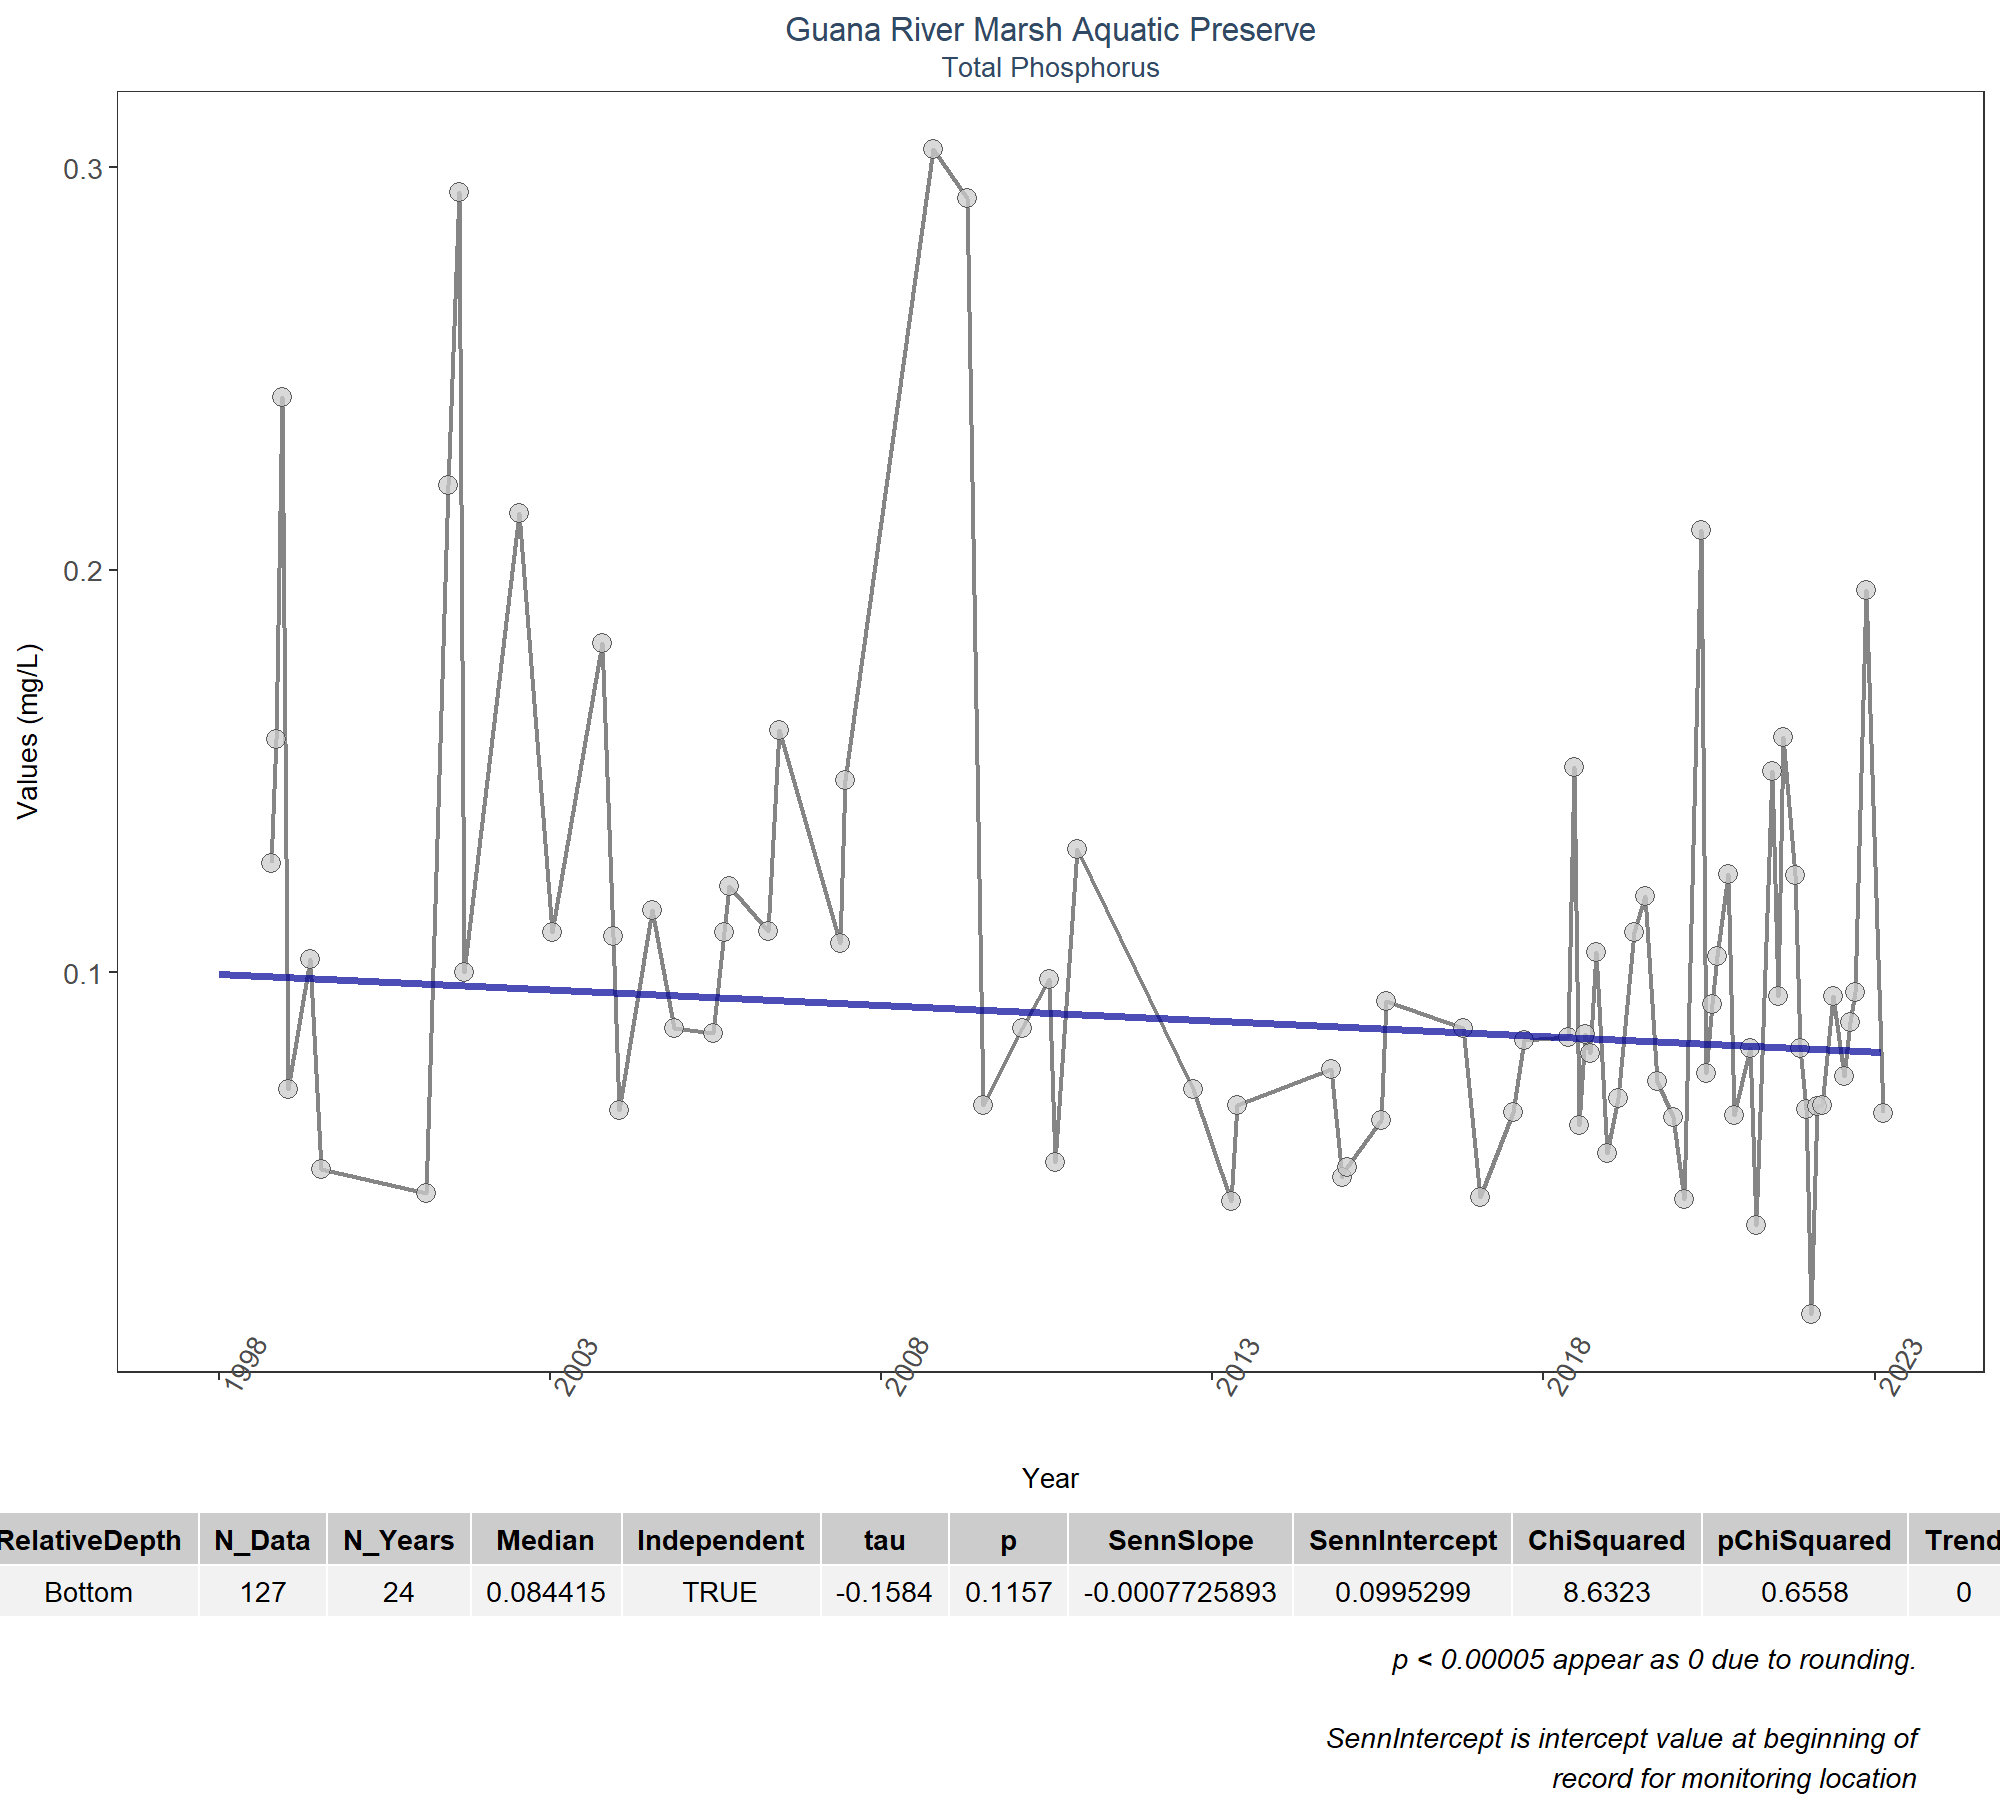 Guana River Marsh Aquatic Preserve
Total Phosphorus
Values (mg/L)
0.3
0.2
0.1
1998 2003 2008 2013 2018 2023
Year
RelativeDepth N_Data N_Years Median Independent tau p SennSlope SennIntercept ChiSquared pChiSquared Trend
Bottom 127 24 0.084415 TRUE -0.1584 0.1157 -0.0007725893 0.0995299 8.6323 0.6558 0
p < 0.00005 appear as 0 due to rounding.
SennIntercept is intercept value at beginning of
record for monitoring location